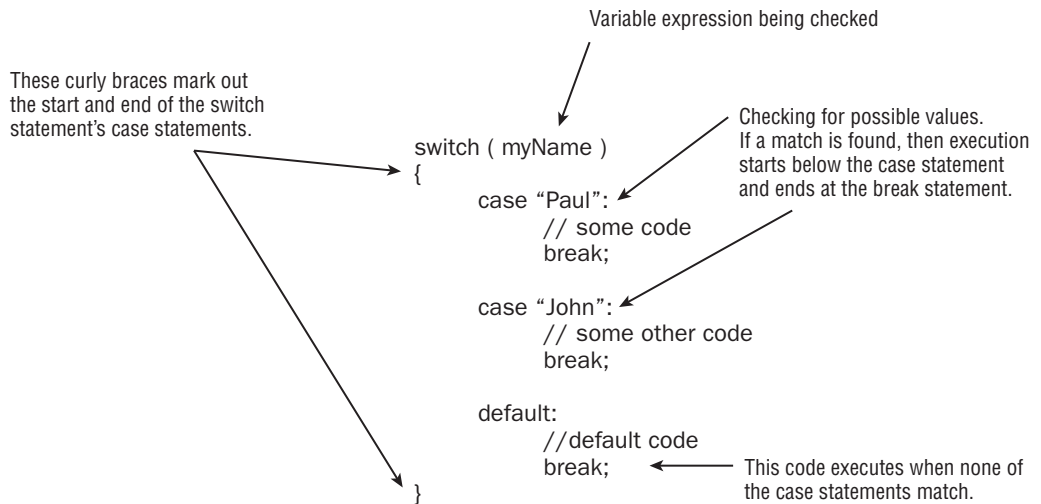 Variable expression being checked
These curly braces mark out
the start and end of the switch
statement’s case statements.
Checking for possible values.
If a match is found, then execution
starts below the case statement
and ends at the break statement.
switch ( myName )
{
case “Paul”:
// some code
break;
case “John”:
// some other code
break;
default:
//default code
break;
}
This code executes when none of
the case statements match.